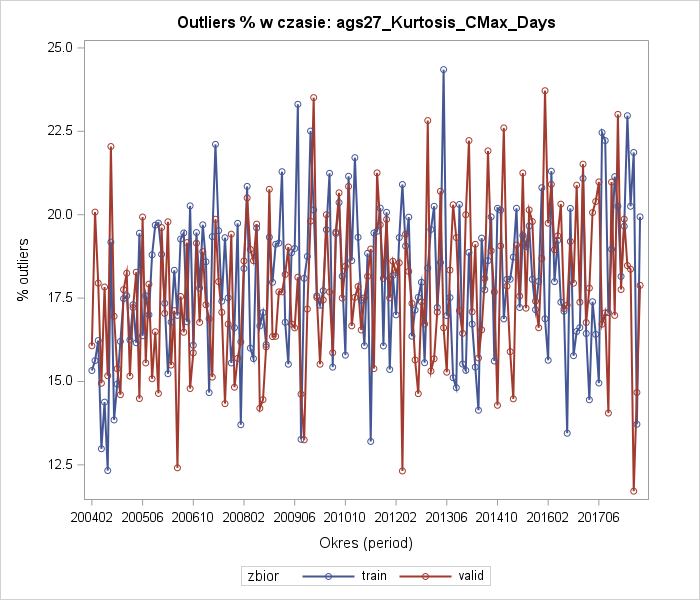 Outliers % w czasie: ags27_Kurtosis_CMax_Days
% outliers
25.0
22.5
20.0
17.5
15.0
12.5
200402 200506 200610 200802 200906 201010 201202 201306 201410 201602 201706
Okres (period)
zbior train valid